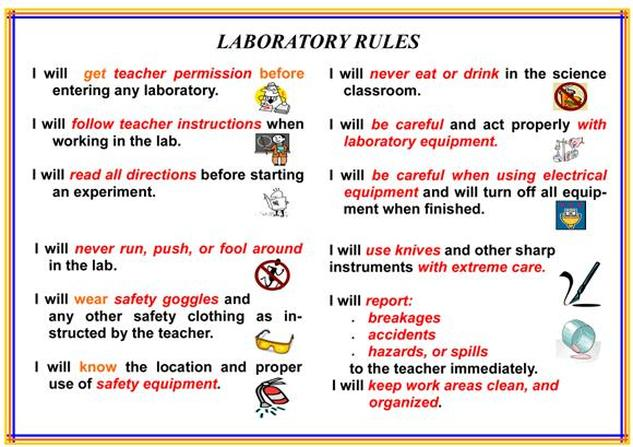 LABORATORY RULES
I will get teacher permission before
entering any laboratory.
I will follow teacher instructions when
working in the lab.
I will read all directions before starting
an experiment.
I will never run, push, or fool around
in the lab.
I will wear safety goggles and
any other safety clothing as in-
structed by the teacher.
I will know the location and proper
use of safety equipment.
I will never eat or drink in the science
classroom.
I will be careful and act properly with
laboratory equipment.
I will be careful when using electrical
equipment and will turn off all equip-
ment when finished.
I will use knives and other sharp
instruments with extreme care.
I will report:
. breakages
. accidents
. hazards, or spills
to the teacher immediately.
I will keep work areas clean, and
organized.